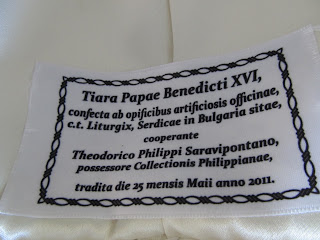 Tiara Papae Benedicti XVI,
confecta ab opificibus artificiosis officinae,
c.t. Liturgix, Serdicae in Bulgaria sitae,
cooperante
Theodorico Philippi Saravipontano,
possessore Collectionis Philippianae,
tradita die 25 mensis Maii anno 2011.